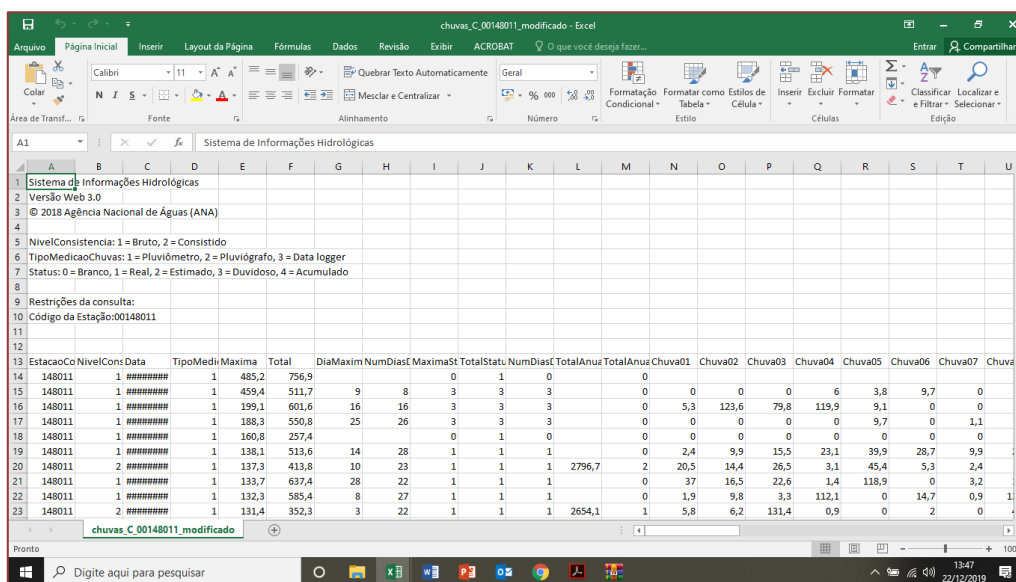 chuvas_C_00148011_modificado - Excel
Arquivo Página Inicial Inserir Layout da Página Fórmulas Dados Revisão Exibir ACROBAT O que você deseja fazer... Entrar Compartilhar
Colar Calibri 11 A A Quebrar Texto Automaticamente Geral Formatação Condicional Formatar como Tabela Estilos de Célula Inserir Excluir Formatar Classificar e Filtrar Localizar e Selecionar
N I S A Mesclar e Centralizar % 000
Área de Transf... Fonte Alinhamento Número Estilo Células Edição
A1 fx Sistema de Informações Hidrológicas
A B C D E F G H I J K L M N O P Q R S T U
1 Sistema de Informações Hidrológicas
2 Versão Web 3.0
3 © 2018 Agência Nacional de Águas (ANA)
4
5 NivelConsistencia: 1 = Bruto, 2 = Consistido
6 TipoMedicaoChuvas: 1 = Pluviômetro, 2 = Pluviógrafo, 3 = Data logger
7 Status: 0 = Branco, 1 = Real, 2 = Estimado, 3 = Duvidoso, 4 = Acumulado
8
9 Restrições da consulta:
10 Código da Estação:00148011
11
12
13 EstacaoCo NivelCons Data TipoMedi Maxima Total DiaMaxim NumDias MaximaSt TotalStatu NumDias TotalAnua TotalAnua Chuva01 Chuva02 Chuva03 Chuva04 Chuva05 Chuva06 Chuva07 Chuva
14 148011 1 ######## 1 485,2 756,9 0 1 0 0
15 148011 1 ######## 1 459,4 511,7 9 8 3 3 3 0 0 0 0 6 3,8 9,7 0
16 148011 1 ######## 1 199,1 601,6 16 16 3 3 3 0 5,3 123,6 79,8 119,9 9,1 0 0
17 148011 1 ######## 1 188,3 550,8 25 26 3 3 3 0 0 0 0 0 9,7 0 1,1
18 148011 1 ######## 1 160,8 257,4 0 1 0 0 0 0 0 0 0 0 0
19 148011 1 ######## 1 138,1 513,6 14 28 1 1 1 0 2,4 9,9 15,5 23,1 39,9 28,7 9,9
20 148011 2 ######## 1 137,3 413,8 10 23 1 1 1 2796,7 2 20,5 14,4 26,5 3,1 45,4 5,3 2,4
21 148011 1 ######## 1 133,7 637,4 28 22 1 1 1 0 37 16,5 22,6 1,4 118,9 0 3,2
22 148011 1 ######## 1 132,3 585,4 8 27 1 1 1 0 1,9 9,8 3,3 112,1 0 14,7 0,9
23 148011 2 ######## 1 131,4 352,3 3 22 1 1 1 2654,1 1 5,8 6,2 131,4 0,9 0 2 0
chuvas_C_00148011_modificado
Pronto 100
Digite aqui para pesquisar 13:47
22/12/2019